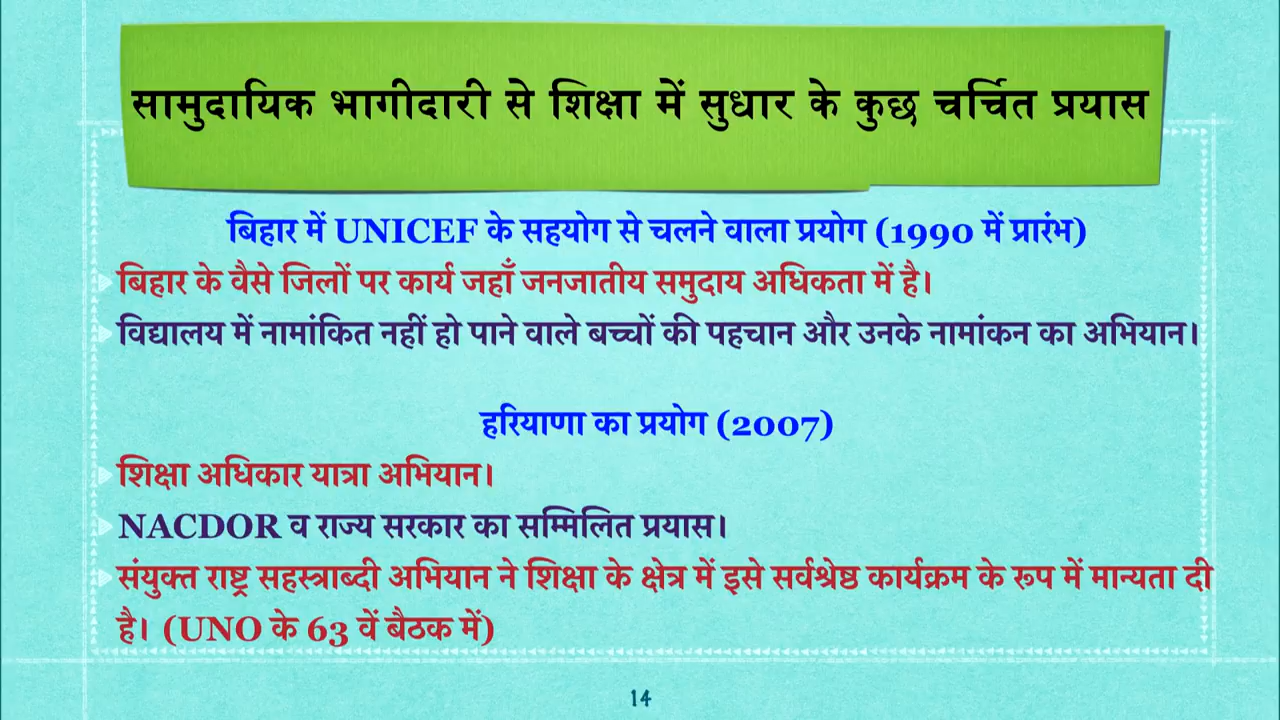 सामुदायिक भागीदारी से शिक्षा में सुधार के कुछ चर्चित प्रयास
बिहार में UNICEF के सहयोग से चलने वाला प्रयोग (1990 में प्रारंभ)
बिहार के वैसे जिलों पर कार्य जहाँ जनजातीय समुदाय अधिकता में है।
विद्यालय में नामांकित नहीं हो पाने वाले बच्चों की पहचान और उनके नामांकन का अभियान।
हरियाणा का प्रयोग (2007)
शिक्षा अधिकार यात्रा अभियान।
NACDOR व राज्य सरकार का सम्मिलित प्रयास।
संयुक्त राष्ट्र सहस्त्राब्दी अभियान ने शिक्षा के क्षेत्र में इसे सर्वश्रेष्ठ कार्यक्रम के रूप में मान्यता दी
है। (UNO के 63 वें बैठक में)
14